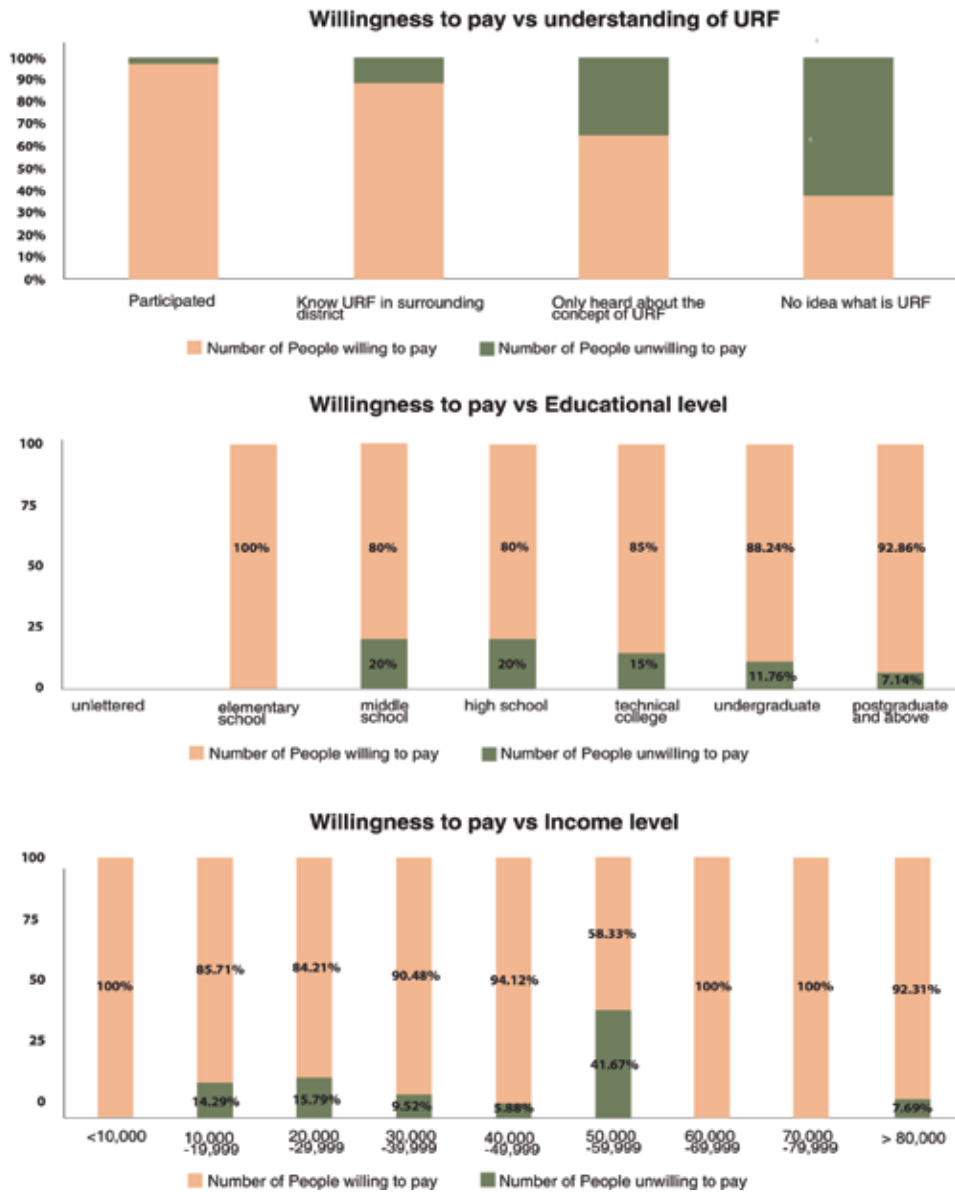 Willingness to pay vs understanding of URF
100%
90%
80%
70%
60%
50%
40%
30%
20%
10%
0%
Participated
Know URF in surrounding
district
Only heard about the
concept of URF
No idea what is URF
Number of People willing to pay
Number of People unwilling to pay
Willingness to pay vs Educational level
100
75
50
25
0
100%
80%
80%
85%
88.24%
92.86%
20%
20%
15%
11.76%
7.14%
unlettered
elementary
school
middle
school
high school
technical
college
undergraduate
postgraduate
and above
Number of People willing to pay
Number of People unwilling to pay
Willingness to pay vs Income level
100
75
50
25
0
100%
85.71%
84.21%
90.48%
94.12%
58.33%
100%
100%
92.31%
14.29%
15.79%
9.52%
5.88%
41.67%
7.69%
<10,000
10,000
-19,999
20,000
-29,999
30,000
-39,999
40,000
-49,999
50,000
-59,999
60,000
-69,999
70,000
-79,999
> 80,000
Number of People willing to pay
Number of People unwilling to pay